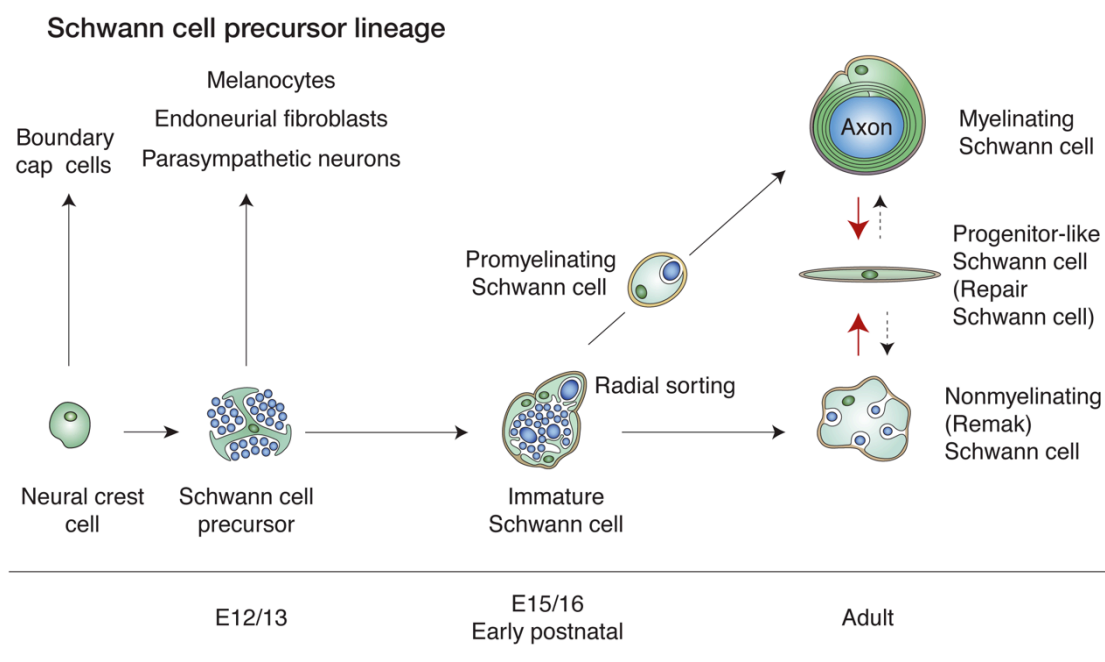 Schwann cell precursor lineage
Melanocytes
Endoneurial fibroblasts
Parasympathetic neurons
Boundary
cap cells
Axon
Myelinating
Schwann cell
Promyelinating
Schwann cell
Progenitor-like
Schwann cell
(Repair
Schwann cell)
Radial sorting
Nonmyelinating
(Remak)
Schwann cell
Neural crest
cell
Schwann cell
precursor
Immature
Schwann cell
E12/13
E15/16
Early postnatal
Adult